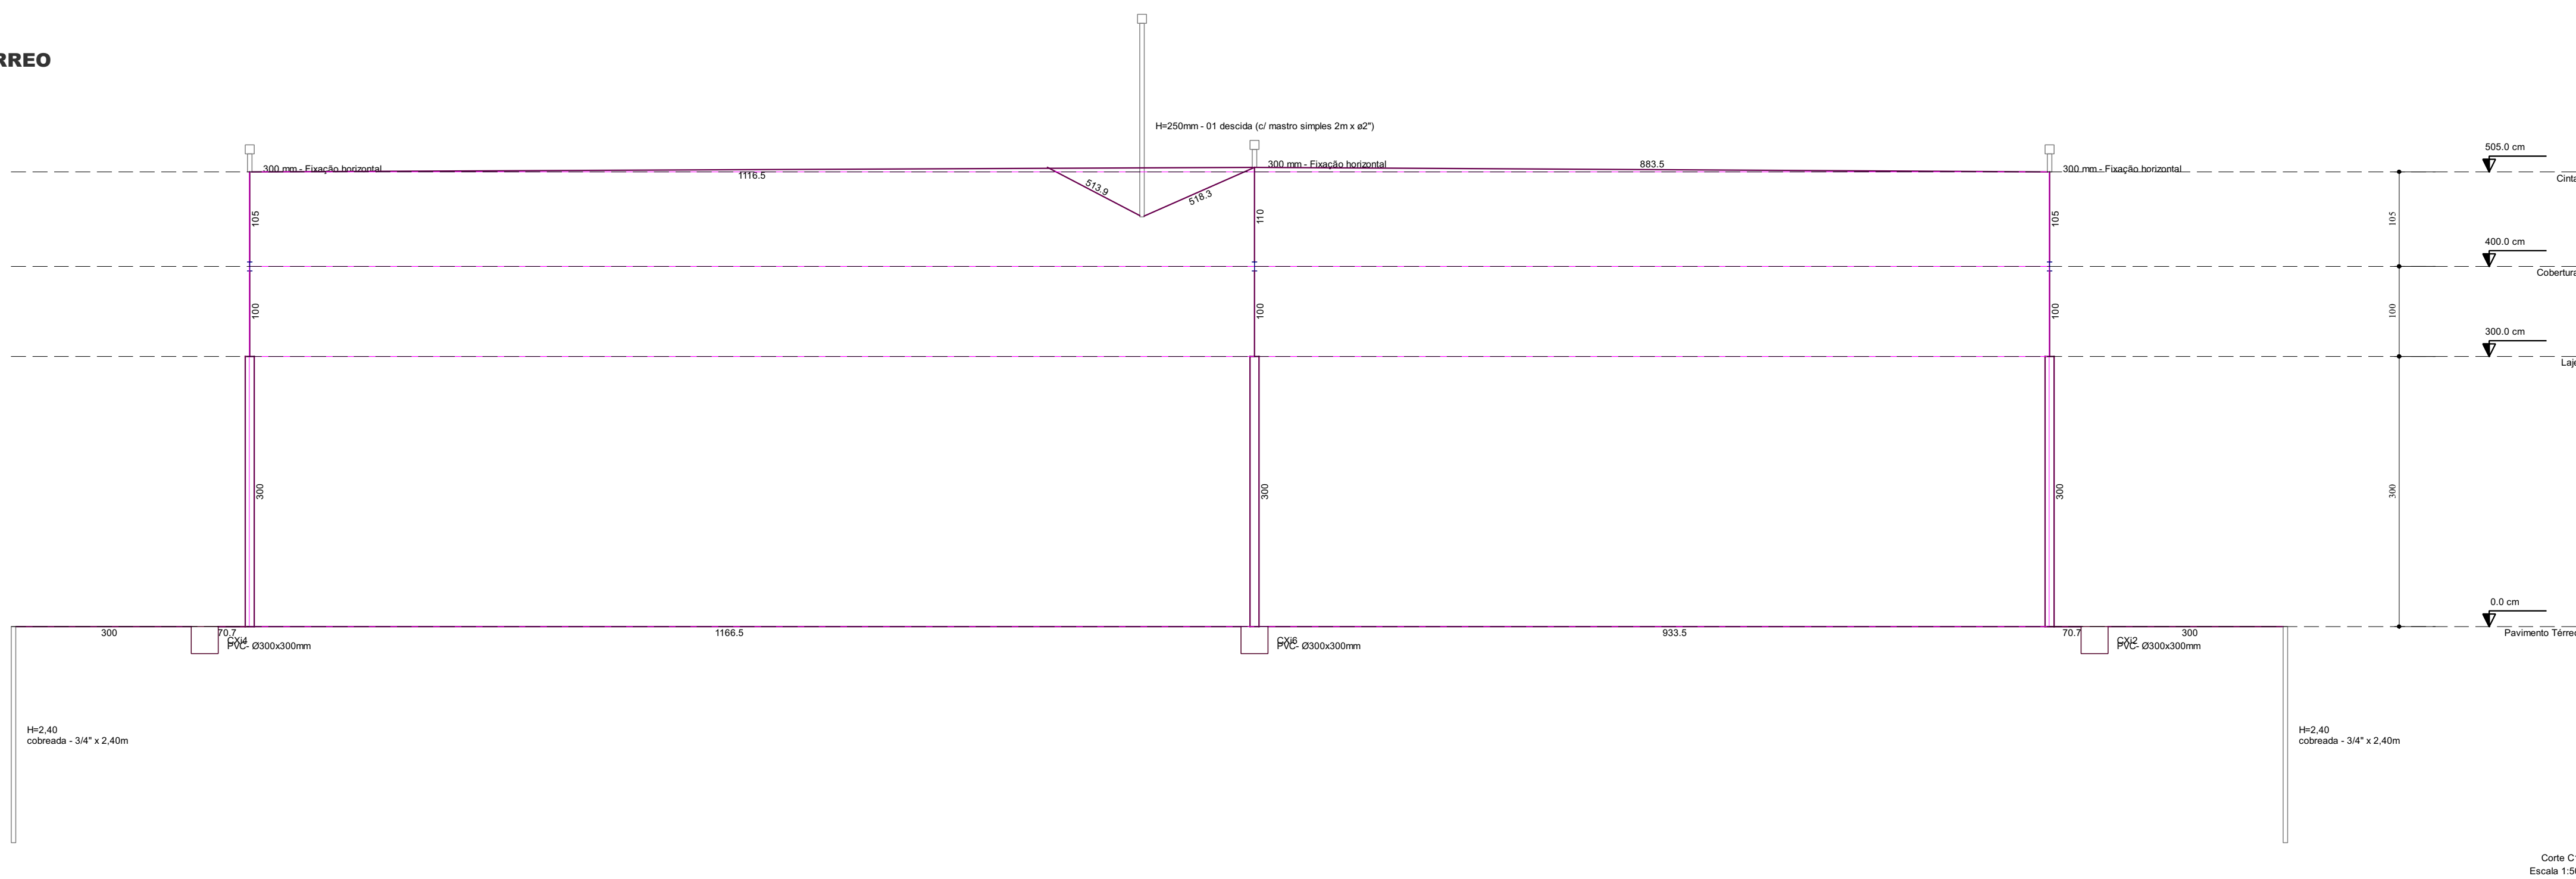 RREO
H=250mm - 01 descida (c/ mastro simples 2m x ø2")
505.0 cm
300 mm - Fixação horizontal
1116.5
300 mm - Fixação horizontal
883.5
300 mm - Fixação horizontal
Cinta
513.9
518.3
105
110
105
105
400.0 cm
Cobertura
100
100
100
100
300.0 cm
Laje
300
300
300
300
0.0 cm
300
70.7
1166.5
933.5
70.7
300
Pavimento Térreo
CXi4
PVC- Ø300x300mm
CXi6
PVC- Ø300x300mm
CXi2
PVC- Ø300x300mm
H=2,40
cobreada - 3/4" x 2,40m
H=2,40
cobreada - 3/4" x 2,40m
Corte C
Escala 1:5